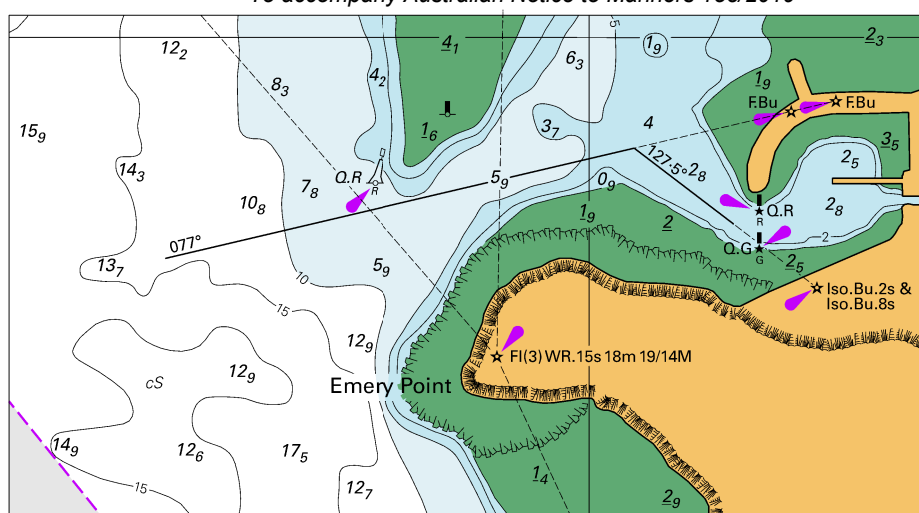 To accompany Australian Notice to Mariners
12₂
4₁
5
1₉
2₃
6₃
8₃
4₂
1₉
F.Bu
F.Bu
15₉
1₆
3₇
4
3₅
14₃
Q.R
R
5₉
127·5°
2₈
2₅
7₈
0₉
10₈
1₉
2
Q.R
R
2₈
077°
Q.G
G
2
2₅
13₇
5₉
10
Iso.Bu.2s &
Iso.Bu.8s
15
12₉
Fl(3) WR.15s 18m 19/14M
cS
12₉
Emery Point
14₉
12₆
17₅
1₄
15
12₇
2₉